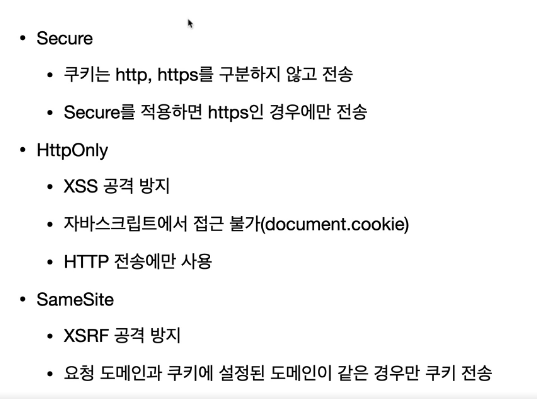 • Secure
• 쿠키는 http, https를 구분하지 않고 전송
• Secure를 적용하면 https인 경우에만 전송
• HttpOnly
• XSS 공격 방지
• 자바스크립트에서 접근 불가(document.cookie)
• HTTP 전송에만 사용
• SameSite
• XSRF 공격 방지
• 요청 도메인과 쿠키에 설정된 도메인이 같은 경우만 쿠키 전송